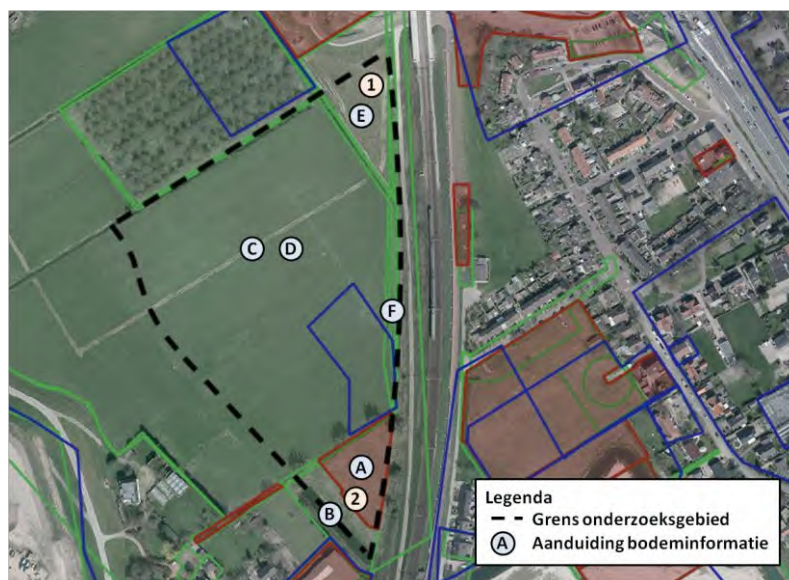 1
E
C D
F
A
2
B
Legenda
Grens onderzoeksgebied
A Aanduiding bodeminformatie